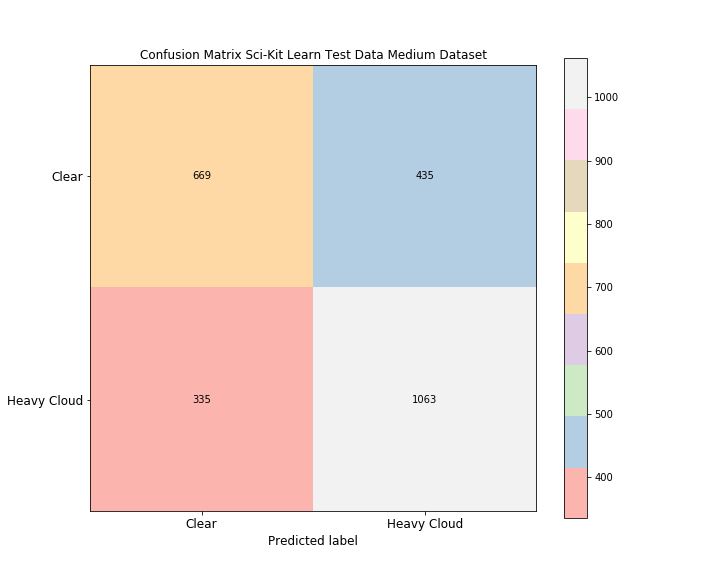 Confusion Matrix Sci-Kit Learn Test Data Medium Dataset
Clear
669
435
Heavy Cloud
335
1063
Clear
Heavy Cloud
Predicted label
1000
900
800
700
600
500
400